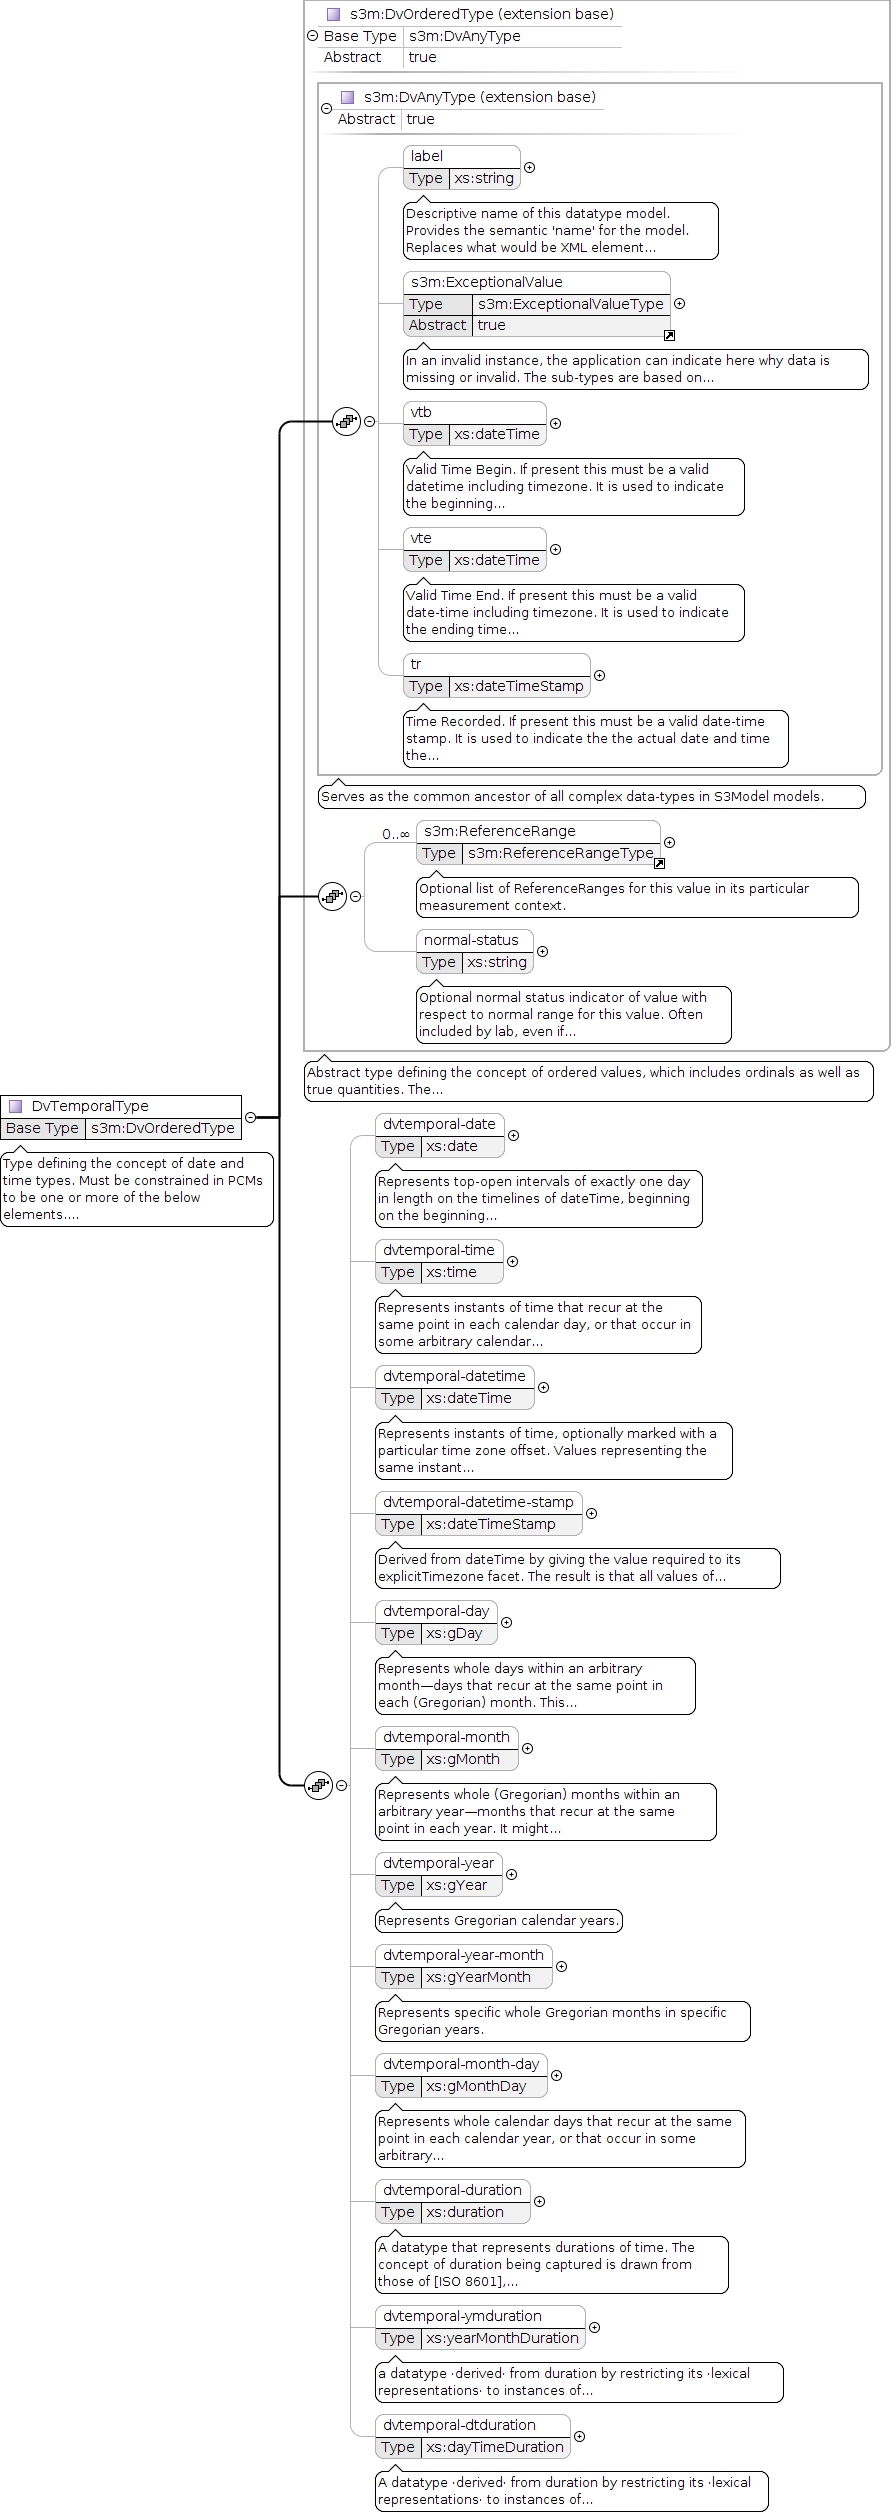 s3m:DvOrderedType (extension base)
Base Type s3m:DvAnyType
Abstract true
s3m:DvAnyType (extension base)
Abstract true
label
Type xs:string
Descriptive name of this datatype model.
Provides the semantic 'name' for the model.
Replaces what would be XML element...
s3m:ExceptionalValue
Type s3m:ExceptionalValueType
Abstract true
In an invalid instance, the application can indicate here why data is
missing or invalid. The sub-types are based on...
vtb
Type xs:dateTime
Valid Time Begin. If present this must be a valid
datetime including timezone. It is used to indicate
the beginning...
vte
Type xs:dateTime
Valid Time End. If present this must be a valid
date-time including timezone. It is used to indicate
the ending time...
tr
Type xs:dateTimeStamp
Time Recorded. If present this must be a valid date-time
stamp. It is used to indicate the the actual date and time
the...
Serves as the common ancestor of all complex data-types in S3Model models.
0..∞
s3m:ReferenceRange
Type s3m:ReferenceRangeType
Optional list of ReferenceRanges for this value in its particular
measurement context.
normal-status
Type xs:string
Optional normal status indicator of value with
respect to normal range for this value. Often
included by lab, even if...
Abstract type defining the concept of ordered values, which includes ordinals as well as
true quantities. The...
DvTemporalType
Base Type s3m:DvOrderedType
Type defining the concept of date and
time types. Must be constrained in PCMs
to be one or more of the below
elements....
dvtemporal-date
Type xs:date
Represents top-open intervals of exactly one day
in length on the timelines of dateTime, beginning
on the beginning...
dvtemporal-time
Type xs:time
Represents instants of time that recur at the
same point in each calendar day, or that occur in
some arbitrary calendar...
dvtemporal-datetime
Type xs:dateTime
Represents instants of time, optionally marked with a
particular time zone offset. Values representing the
same instant...
dvtemporal-datetime-stamp
Type xs:dateTimeStamp
Derived from dateTime by giving the value required to its
explicitTimezone facet. The result is that all values of...
dvtemporal-day
Type xs:gDay
Represents whole days within an arbitrary
month—days that recur at the same point in
each (Gregorian) month. This...
dvtemporal-month
Type xs:gMonth
Represents whole (Gregorian) months within an
arbitrary year—months that recur at the same
point in each year. It might...
dvtemporal-year
Type xs:gYear
Represents Gregorian calendar years.
dvtemporal-year-month
Type xs:gYearMonth
Represents specific whole Gregorian months in specific
Gregorian years.
dvtemporal-month-day
Type xs:gMonthDay
Represents whole calendar days that recur at the same
point in each calendar year, or that occur in some
arbitrary...
dvtemporal-duration
Type xs:duration
A datatype that represents durations of time. The
concept of duration being captured is drawn from
those of [ISO 8601],...
dvtemporal-ymduration
Type xs:yearMonthDuration
a datatype ·derived· from duration by restricting its ·lexical
representations· to instances of...
dvtemporal-dtduration
Type xs:dayTimeDuration
A datatype ·derived· from duration by restricting its ·lexical
representations· to instances of...